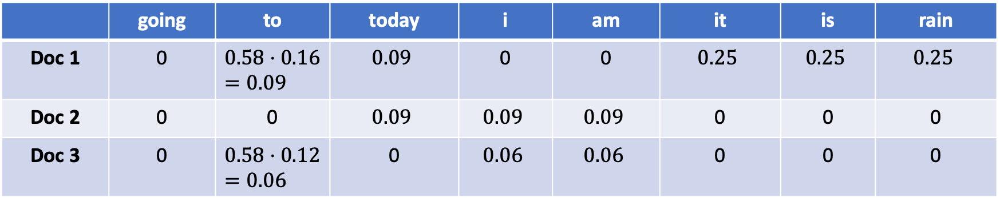 going to today i am it is rain
Doc 1 0 0.58 · 0.16 0.09 0 0 0.25 0.25 0.25
= 0.09
Doc 2 0 0 0.09 0.09 0.09 0 0 0
Doc 3 0 0.58 · 0.12 0 0.06 0.06 0 0 0
= 0.06